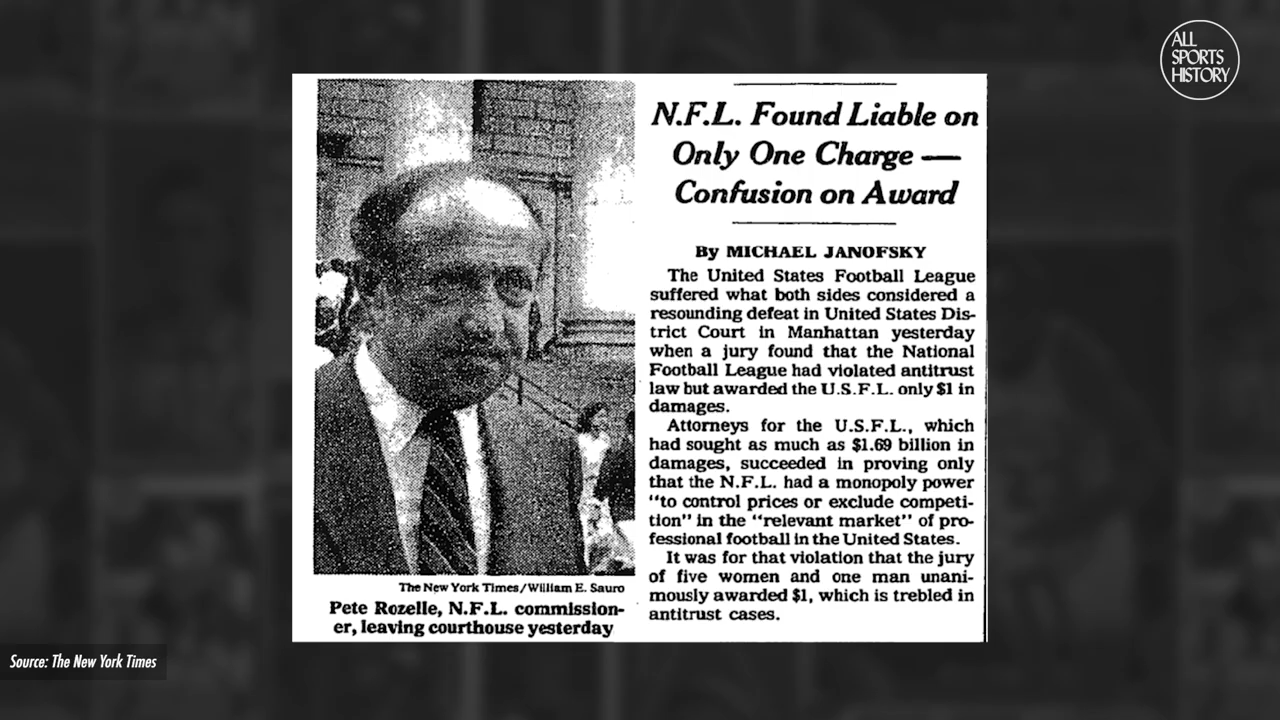 ALL
SPORTS
HISTORY
N.F.L. Found Liable on
Only One Charge —
Confusion on Award
By MICHAEL JANOFSKY
The United States Football League
suffered what both sides considered a
resounding defeat in United States Dis-
trict Court in Manhattan yesterday
when a jury found that the National
Football League had violated antitrust
law but awarded the U.S.F.L. only $1 in
damages.
Attorneys for the U.S.F.L., which
had sought as much as $1.69 billion in
damages, succeeded in proving only
that the N.F.L. had a monopoly power
“to control prices or exclude competi-
tion” in the “relevant market” of pro-
fessional football in the United States.
It was for that violation that the jury
of five women and one man unani-
mously awarded $1, which is trebled in
antitrust cases.
The New York Times/William E. Sauro
Pete Rozelle, N.F.L. commission-
er, leaving courthouse yesterday
Source: The New York Times